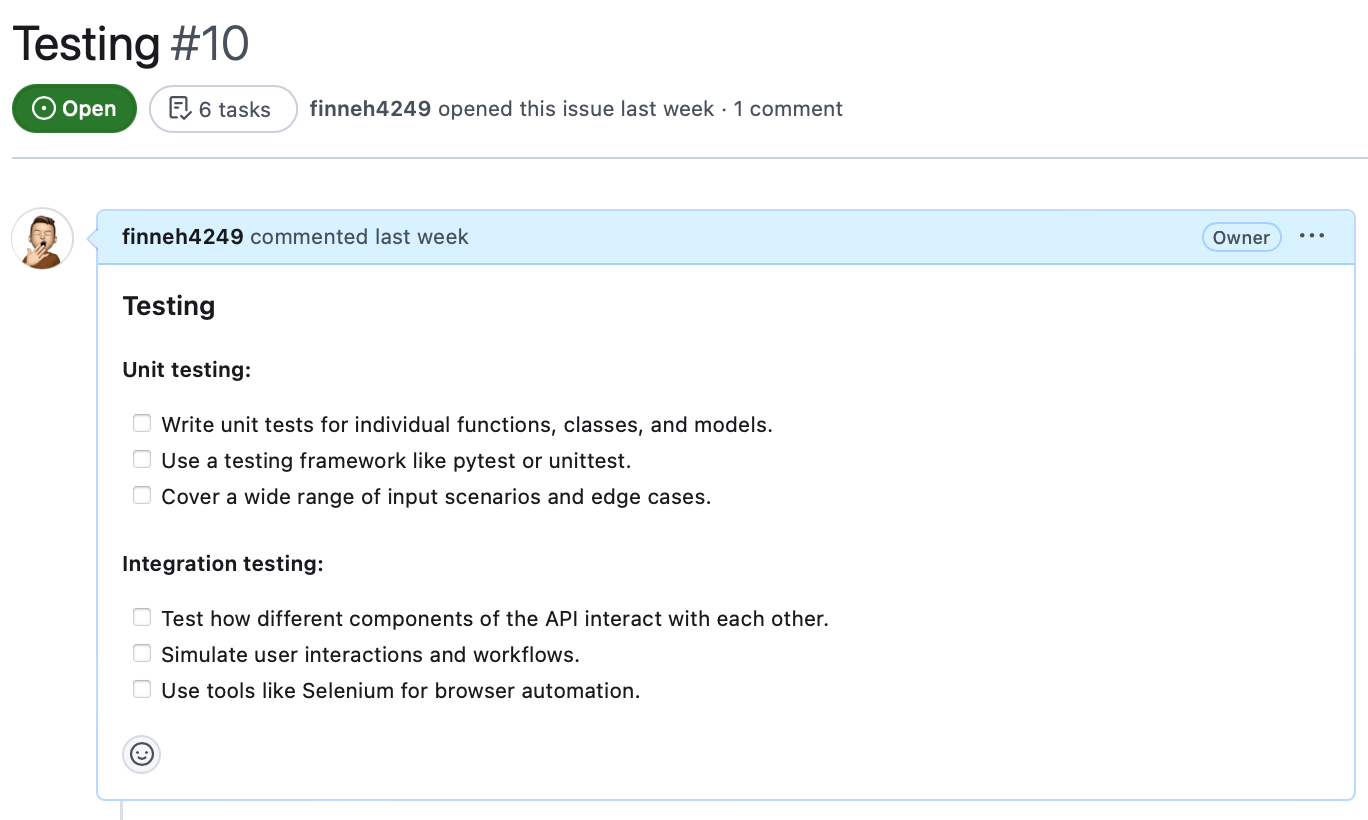 Testing #10
Open 6 tasks finneh4249 opened this issue last week · 1 comment
finneh4249 commented last week Owner
Testing
Unit testing:
Write unit tests for individual functions, classes, and models.
Use a testing framework like pytest or unittest.
Cover a wide range of input scenarios and edge cases.
Integration testing:
Test how different components of the API interact with each other.
Simulate user interactions and workflows.
Use tools like Selenium for browser automation.